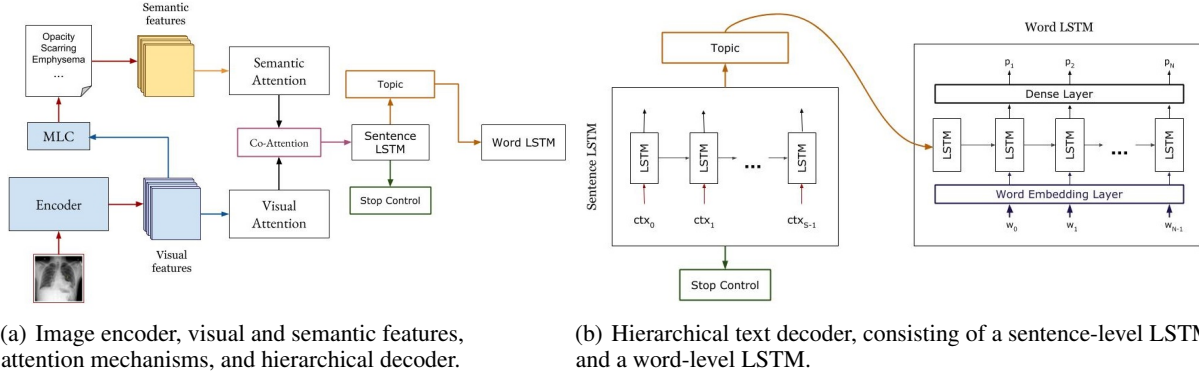 Semantic
features
Opacity
Scarring
Emphysema
...
Semantic
Attention
Topic
MLC
Co-Attention
Sentence
LSTM
Word LSTM
Encoder
Visual
Attention
Stop Control
Visual
features
(a) Image encoder, visual and semantic features,
attention mechanisms, and hierarchical decoder.
Word LSTM
Topic
p1 p2 pN
Dense Layer
Sentence LSTM
LSTM LSTM ... LSTM
LSTM LSTM LSTM ... LSTM
Word Embedding Layer
ctx0 ctx1 ctxS-1
w0 w1 wN-1
Stop Control
(b) Hierarchical text decoder, consisting of a sentence-level LSTM
and a word-level LSTM.